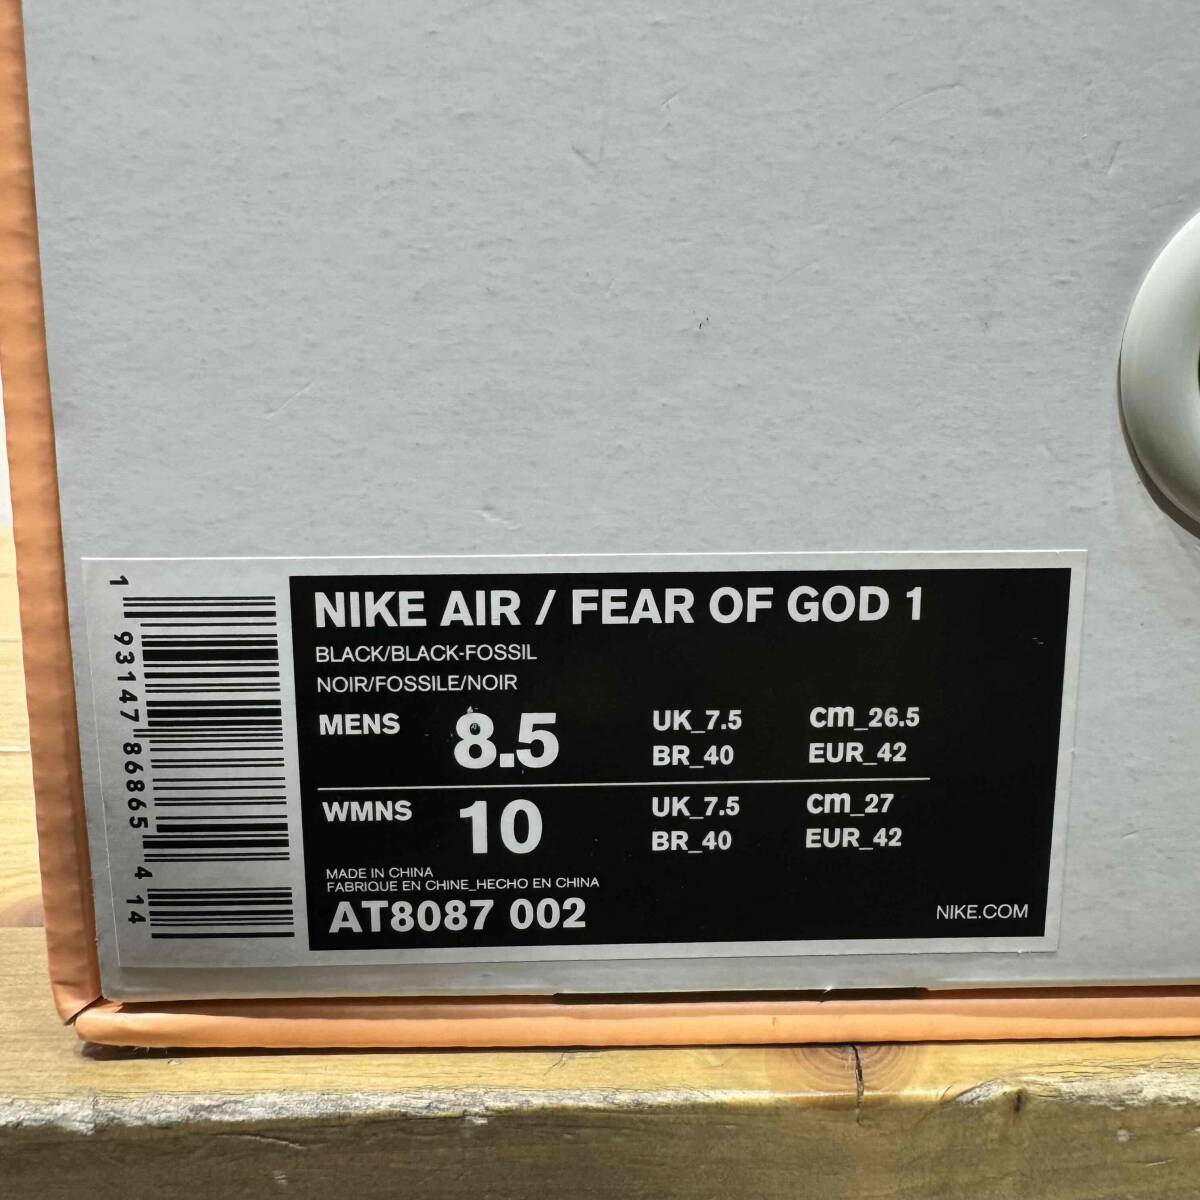 NIKE AIR / FEAR OF GOD 1
BLACK/BLACK-FOSSIL
NOIR/FOSSILE/NOIR
MENS 8.5 UK_7.5 cm_26.5
BR_40 EUR_42
WMNS 10 UK_7.5 cm_27
BR_40 EUR_42
MADE IN CHINA
FABRIQUE EN CHINE_HECHO EN CHINA
AT8087 002
NIKE.COM
1 93147 86865 4 14